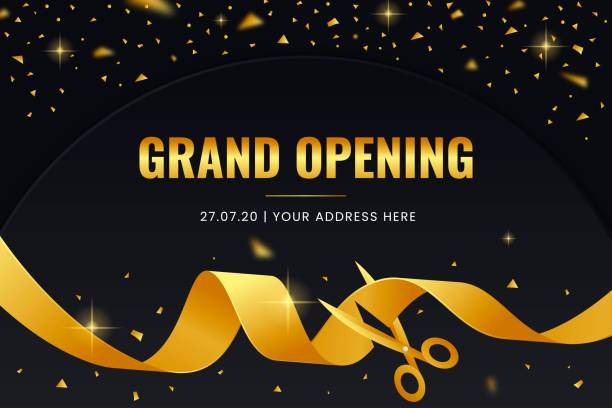 GRAND OPENING
27.07.20 | YOUR ADDRESS HERE